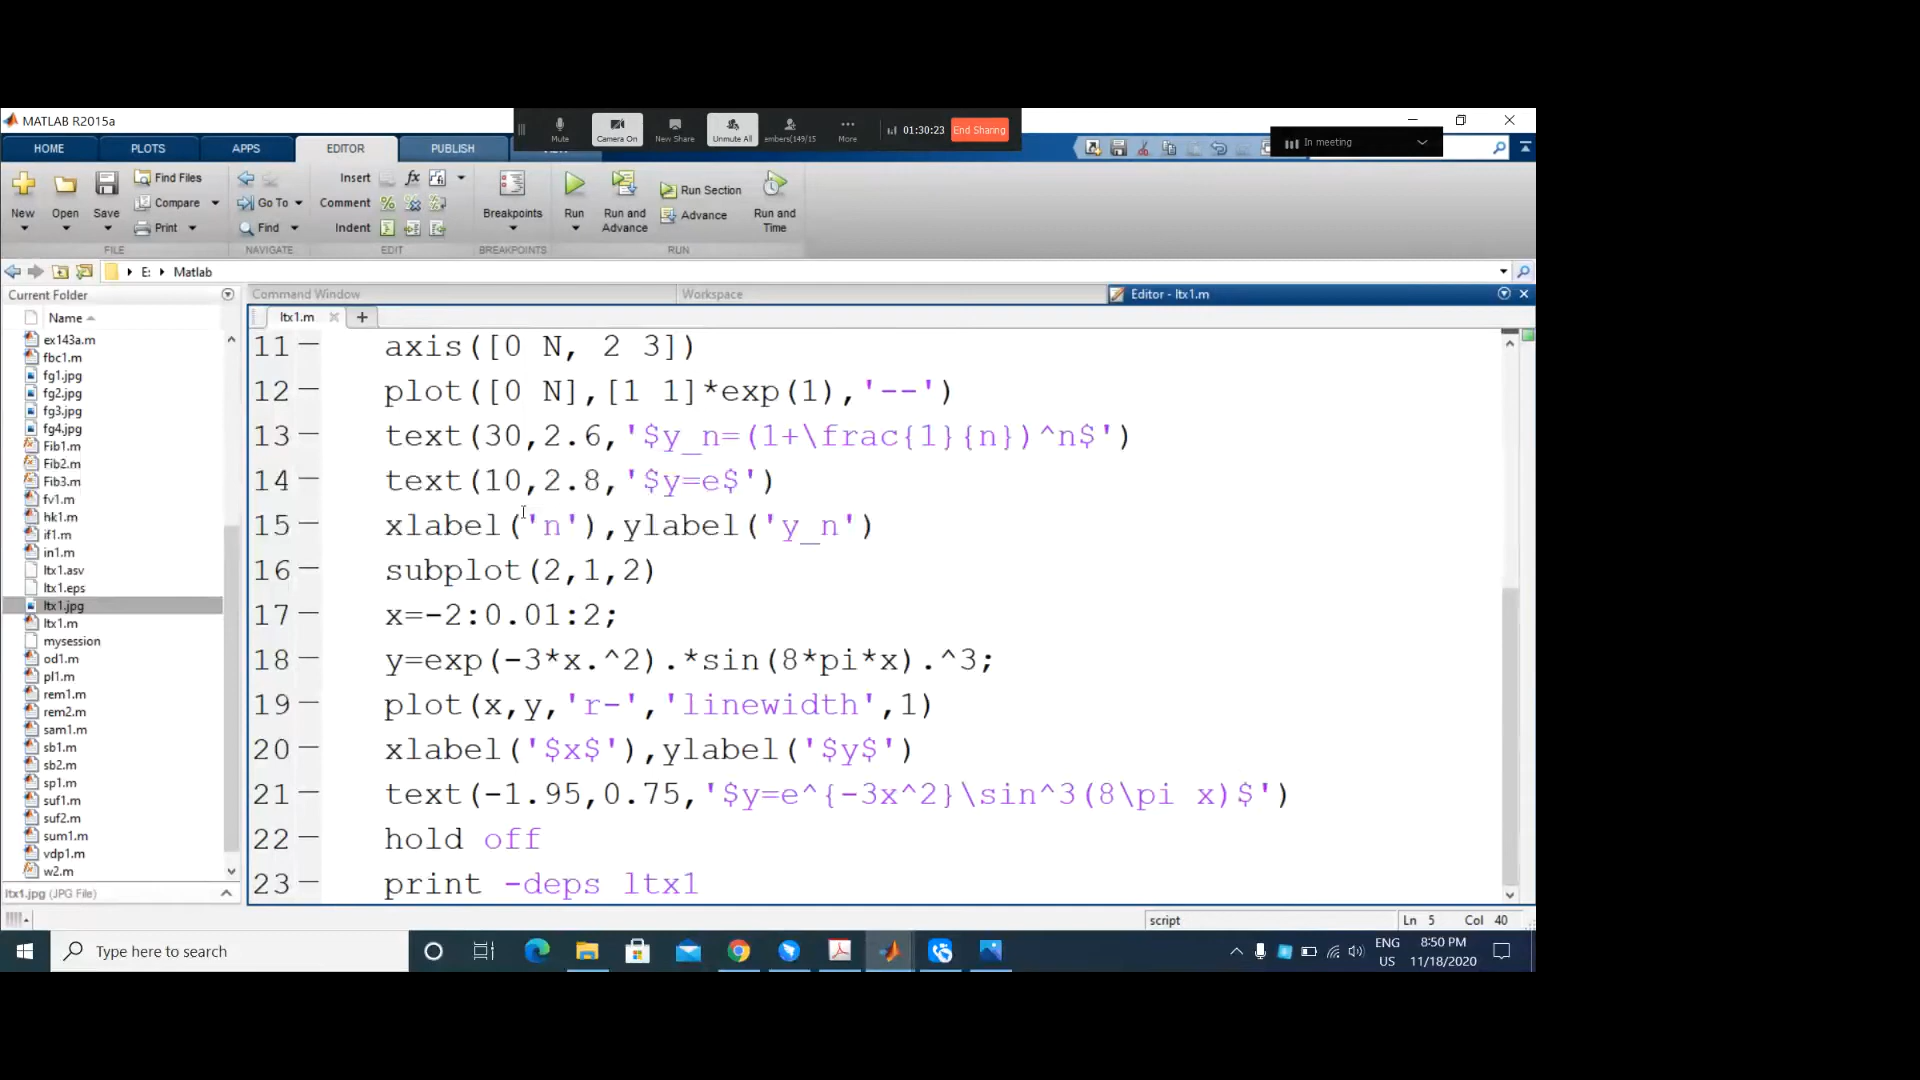 MATLAB R2015a
Mute
Camera On
New Share
Unmute All
embers(149/15
More
01:30:23
End Sharing
In meeting
HOME
PLOTS
APPS
EDITOR
PUBLISH
New
Open
Save
Find Files
Compare
Print
FILE
Go To
Find
NAVIGATE
Insert
fx
Comment
Indent
EDIT
Breakpoints
BREAKPOINTS
Run
Run and Advance
Run Section
Advance
Run and Time
RUN
E:
Matlab
Current Folder
Command Window
Workspace
Editor - ltx1.m
Name
ltx1.m
ex143a.m
fbc1.m
fg1.jpg
fg2.jpg
fg3.jpg
fg4.jpg
Fib1.m
Fib2.m
Fib3.m
fv1.m
hk1.m
if1.m
in1.m
ltx1.asv
ltx1.eps
ltx1.jpg
ltx1.m
mysession
od1.m
pl1.m
rem1.m
rem2.m
sam1.m
sb1.m
sb2.m
sp1.m
suf1.m
suf2.m
sum1.m
vdp1.m
w2.m
ltx1.jpg (JPG File)
11 axis([0 N, 2 3])
12 plot([0 N],[1 1]*exp(1),'--')
13 text(30,2.6,'$y_n=(1+\frac{1}{n})^n$')
14 text(10,2.8,'$y=e$')
15 xlabel('n'),ylabel('y_n')
16 subplot(2,1,2)
17 x=-2:0.01:2;
18 y=exp(-3*x.^2).*sin(8*pi*x).^3;
19 plot(x,y,'r-','linewidth',1)
20 xlabel('$x$'),ylabel('$y$')
21 text(-1.95,0.75,'$y=e^{-3x^2}\sin^3(8\pi x)$')
22 hold off
23 print -deps ltx1
script
Ln 5
Col 40
Type here to search
ENG
US
8:50 PM
11/18/2020